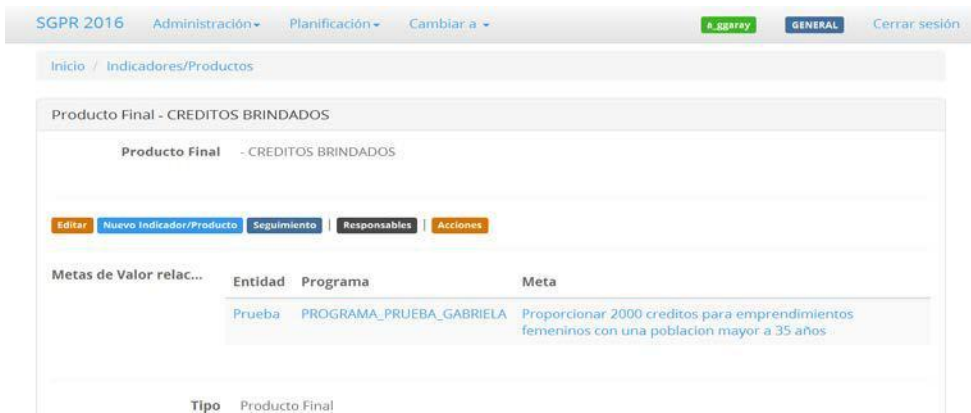 SGPR 2016 Administración Planificación Cambiar a a_ggaray GENERAL Cerrar sesión
Inicio / Indicadores/Productos
Producto Final - CREDITOS BRINDADOS
Producto Final - CREDITOS BRINDADOS
Editar Nuevo Indicador/Producto Seguimiento | Responsables | Acciones
Metas de Valor relac...
Entidad Programa Meta
Prueba PROGRAMA_PRUEBA_GABRIELA Proporcionar 2000 creditos para emprendimientos
femeninos con una poblacion mayor a 35 años
Tipo Producto Final